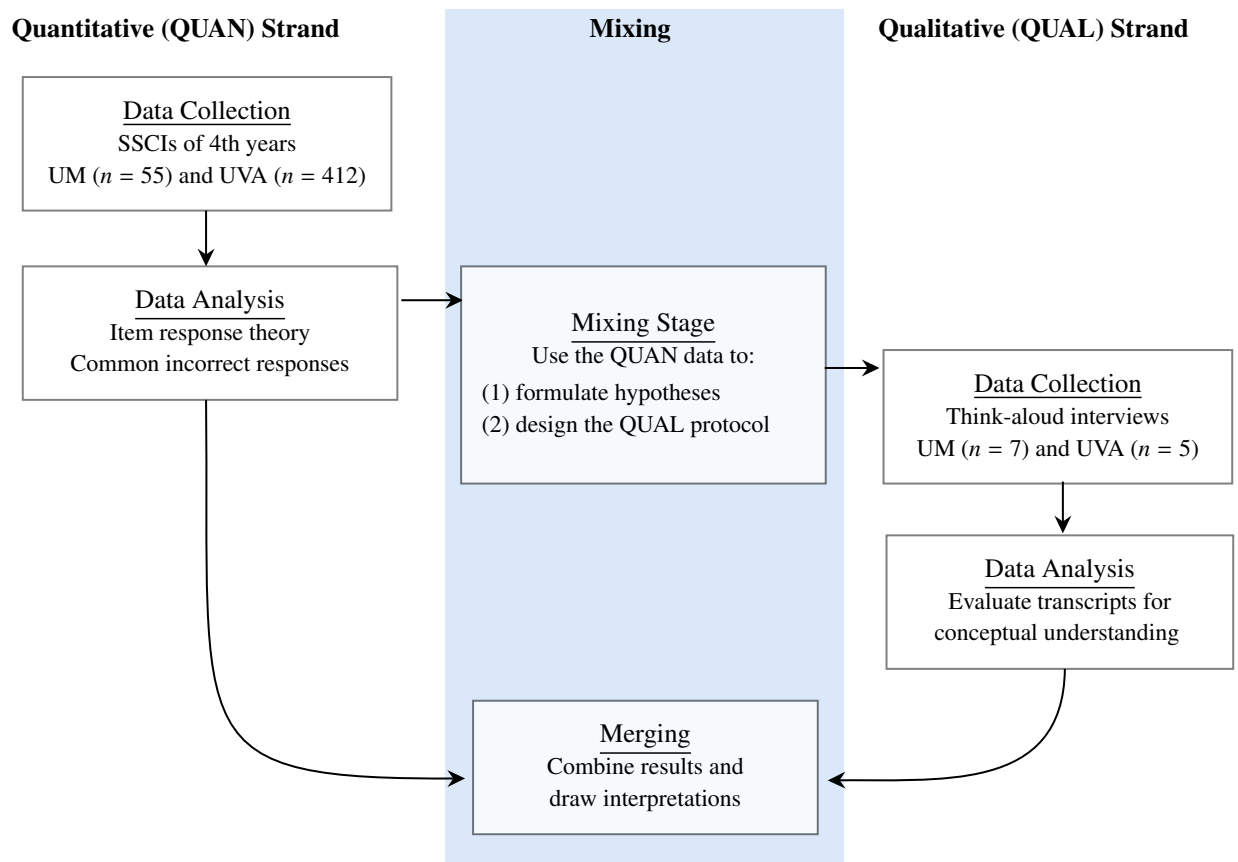 Quantitative (QUAN) Strand
Mixing
Qualitative (QUAL) Strand
Data Collection
SSCIs of 4th years
UM (n = 55) and UVA (n = 412)
Data Analysis
Item response theory
Common incorrect responses
Mixing Stage
Use the QUAN data to:
(1) formulate hypotheses
(2) design the QUAL protocol
Data Collection
Think-aloud interviews
UM (n = 7) and UVA (n = 5)
Data Analysis
Evaluate transcripts for
conceptual understanding
Merging
Combine results and
draw interpretations